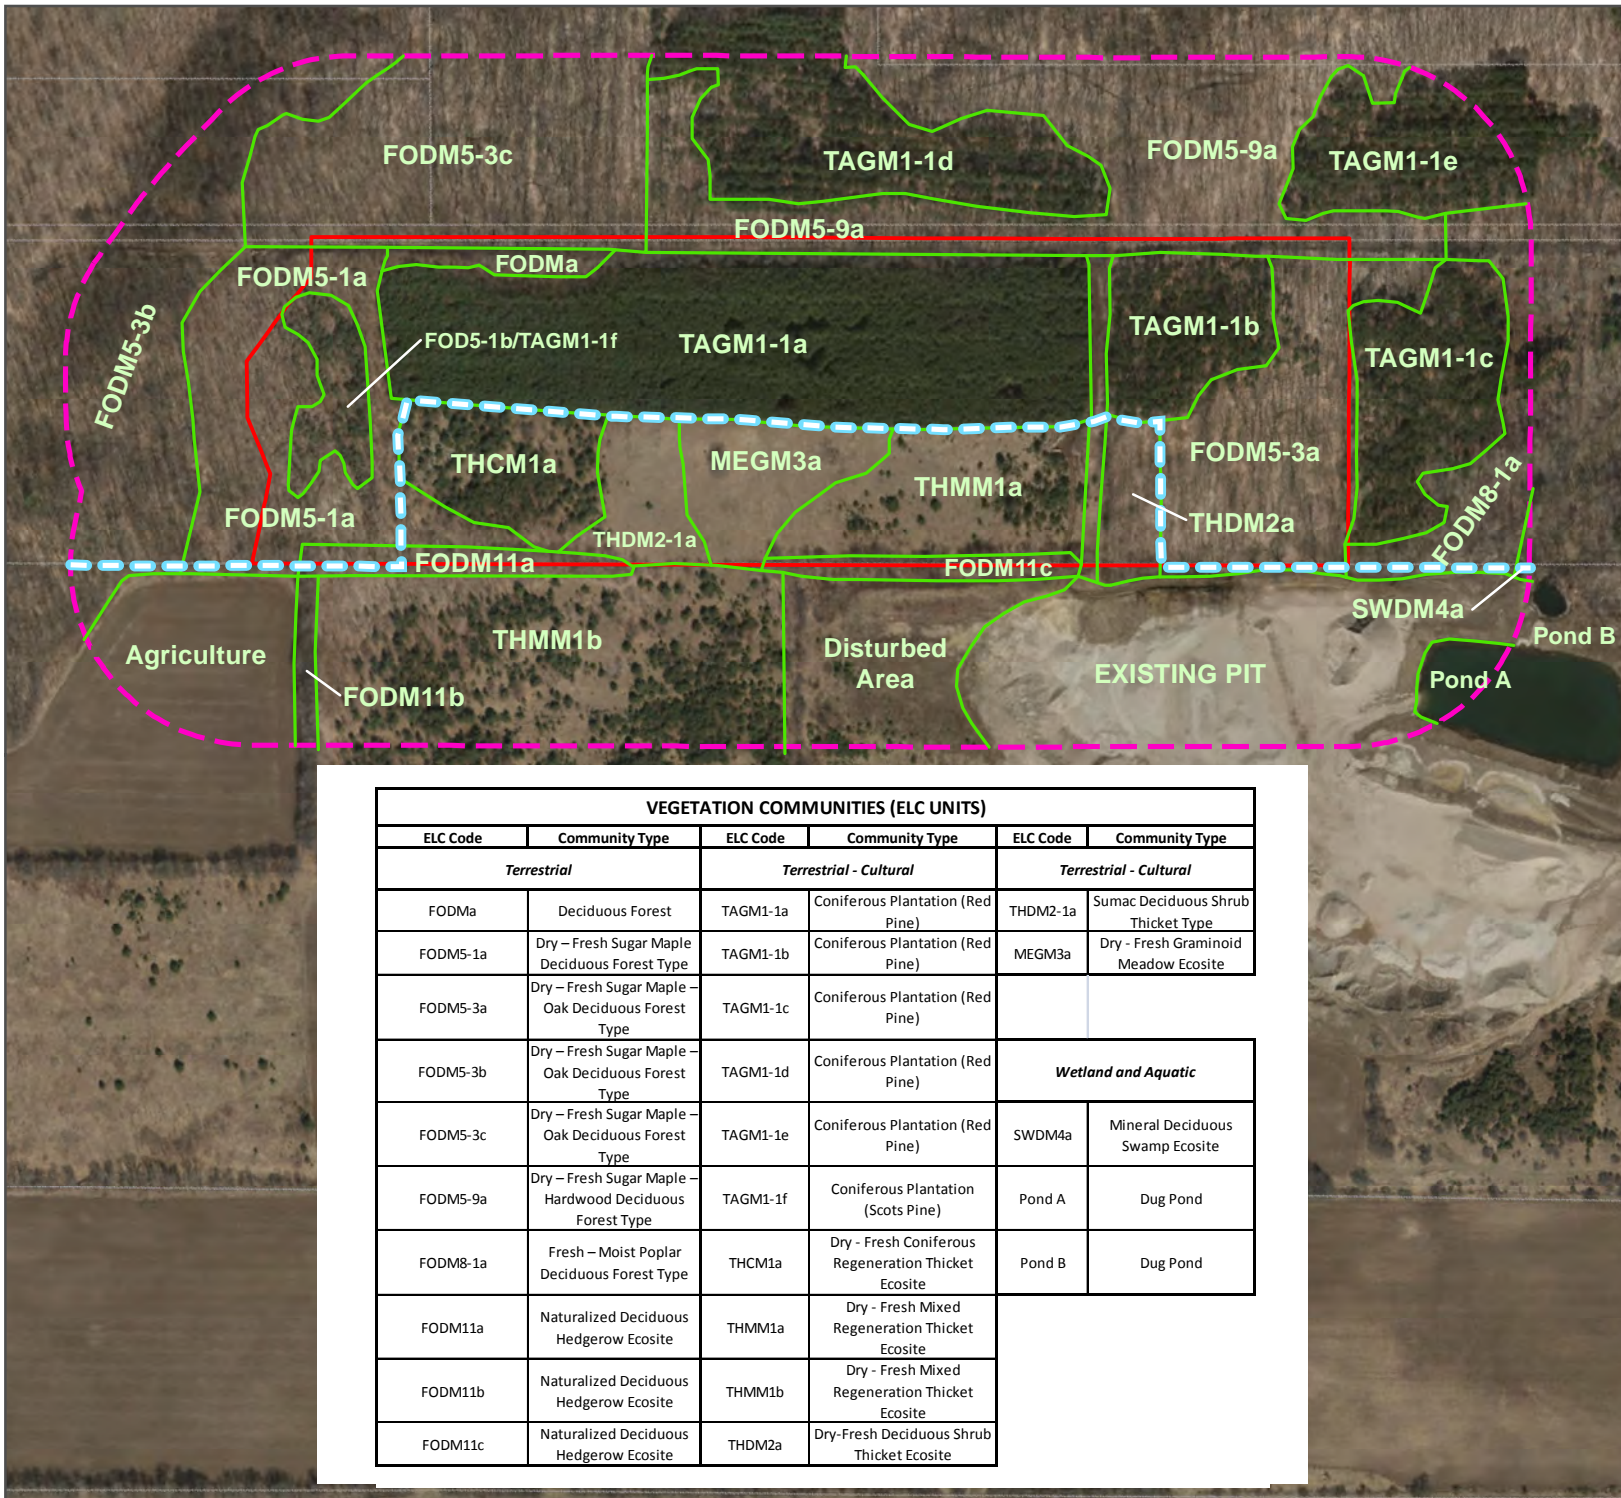 FODM5-3c
TAGM1-1d
FODM5-9a
TAGM1-1e
FODM5-9a
FODM5-1a
FODMa
FODM5-3b
FOD5-1b/TAGM1-1f
TAGM1-1a
TAGM1-1b
TAGM1-1c
THCM1a
MEGM3a
THMM1a
FODM5-3a
FODM8-1a
FODM5-1a
THDM2-1a
THDM2a
FODM11a
FODM11c
SWDM4a
Pond B
Agriculture
THMM1b
Disturbed
Area
EXISTING PIT
Pond A
FODM11b
VEGETATION COMMUNITIES (ELC UNITS)
ELC Code Community Type ELC Code Community Type ELC Code Community Type
Terrestrial Terrestrial - Cultural Terrestrial - Cultural
FODMa Deciduous Forest TAGM1-1a Coniferous Plantation (Red Pine) THDM2-1a Sumac Deciduous Shrub Thicket Type
FODM5-1a Dry – Fresh Sugar Maple Deciduous Forest Type TAGM1-1b Coniferous Plantation (Red Pine) MEGM3a Dry - Fresh Graminoid Meadow Ecosite
FODM5-3a Dry – Fresh Sugar Maple – Oak Deciduous Forest Type TAGM1-1c Coniferous Plantation (Red Pine)
FODM5-3b Dry – Fresh Sugar Maple – Oak Deciduous Forest Type TAGM1-1d Coniferous Plantation (Red Pine) Wetland and Aquatic
FODM5-3c Dry – Fresh Sugar Maple – Oak Deciduous Forest Type TAGM1-1e Coniferous Plantation (Red Pine) SWDM4a Mineral Deciduous Swamp Ecosite
FODM5-9a Dry – Fresh Sugar Maple – Hardwood Deciduous Forest Type TAGM1-1f Coniferous Plantation (Scots Pine) Pond A Dug Pond
FODM8-1a Fresh – Moist Poplar Deciduous Forest Type THCM1a Dry - Fresh Coniferous Regeneration Thicket Ecosite Pond B Dug Pond
FODM11a Naturalized Deciduous Hedgerow Ecosite THMM1a Dry - Fresh Mixed Regeneration Thicket Ecosite
FODM11b Naturalized Deciduous Hedgerow Ecosite THMM1b Dry - Fresh Mixed Regeneration Thicket Ecosite
FODM11c Naturalized Deciduous Hedgerow Ecosite THDM2a Dry-Fresh Deciduous Shrub Thicket Ecosite